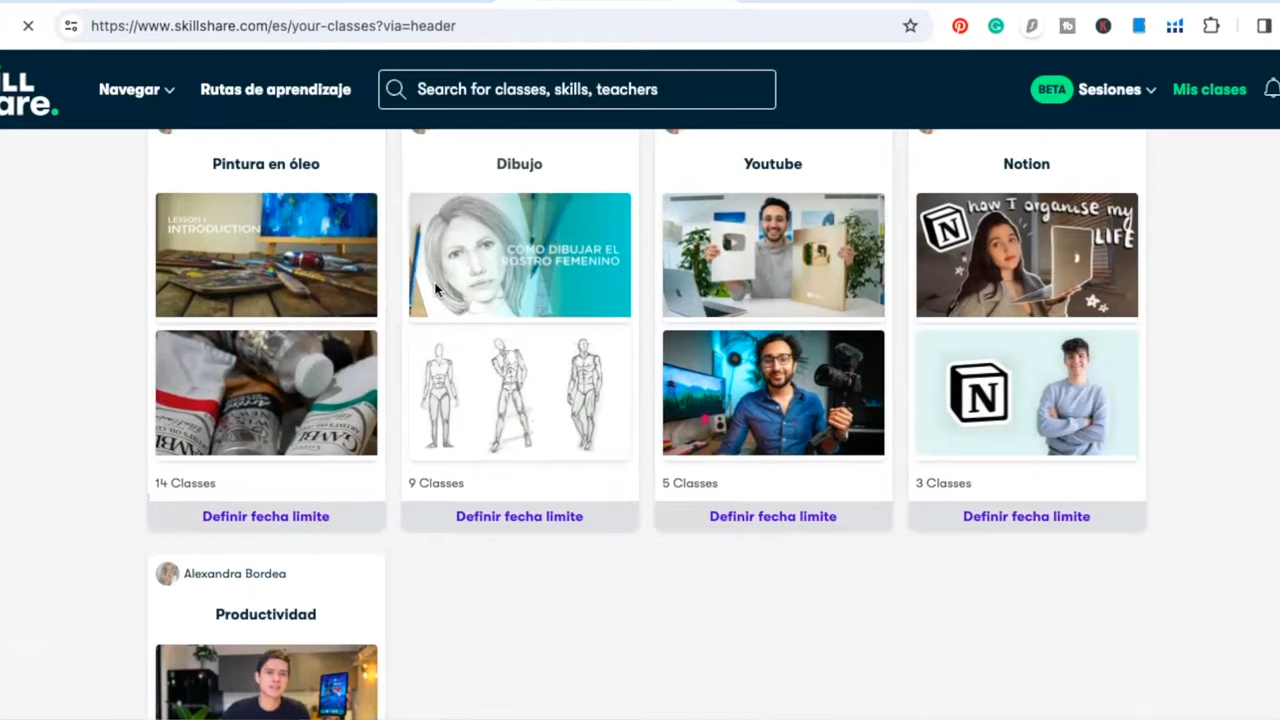 https://www.skillshare.com/es/your-classes?via=header
LL
are.
Navegar
Rutas de aprendizaje
Search for classes, skills, teachers
BETA
Sesiones
Mis clases
Pintura en óleo
Dibujo
Youtube
Notion
LESSON 1
INTRODUCTION
CÓMO DIBUJAR EL
ROSTRO FEMENINO
N
how I organise my
LIFE
GAMBL
N
14 Classes
9 Classes
5 Classes
3 Classes
Definir fecha limite
Definir fecha limite
Definir fecha limite
Definir fecha limite
Alexandra Bordea
Productividad